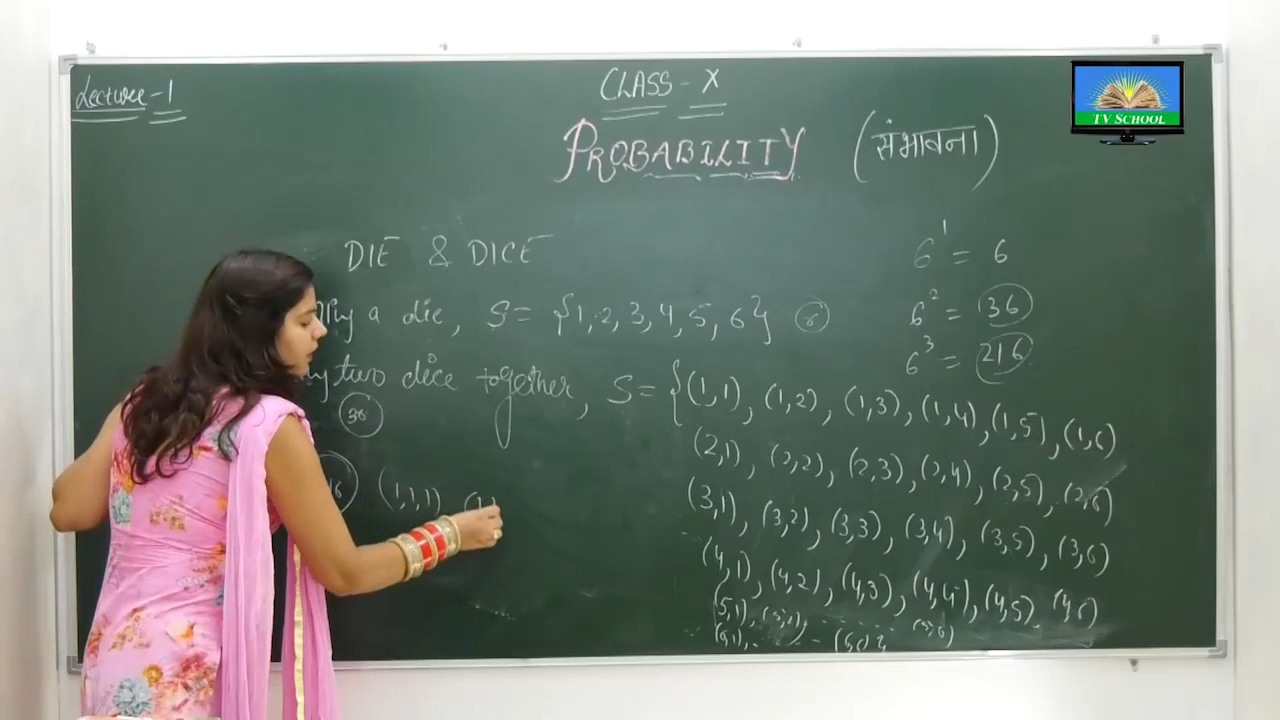 Lecture-1
CLASS - X
TV SCHOOL
PROBABILITY (संभावना)
DIE & DICE
6¹ = 6
a die, S = {1, 2, 3, 4, 5, 6} 6
6² = 36
6³ = 216
two dice together, S = {(1,1), (1,2), (1,3), (1,4), (1,5), (1,6)
36
(2,1), (2,2), (2,3), (2,4), (2,5), (2,6)
(1,1,1), (1,
(3,1), (3,2), (3,3), (3,4), (3,5), (3,6)
(4,1), (4,2), (4,3), (4,4), (4,5), (4,6)
(5,1), (5,2), (5,6)
(6,1),